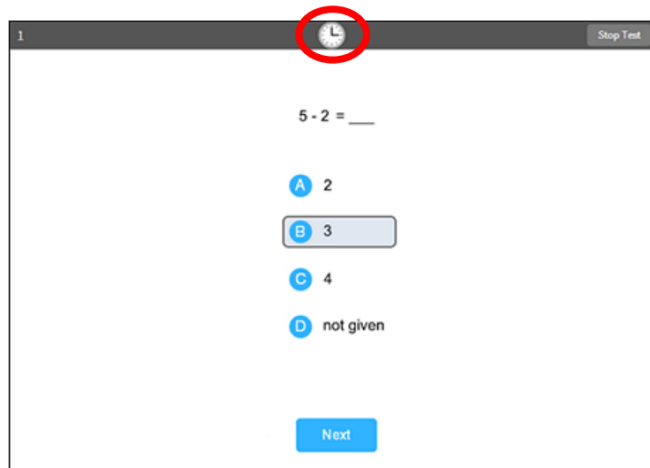 1 Stop Test
5 - 2 = ___
A 2
B 3
C 4
D not given
Next